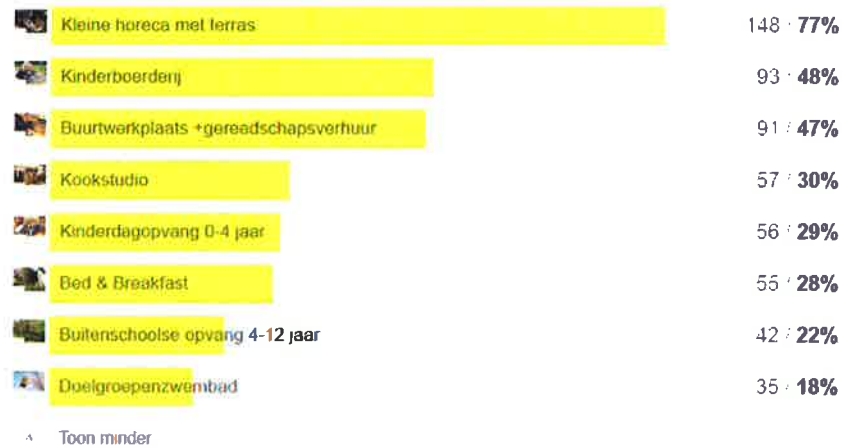 Kleine horeca met terras 148 / 77%
Kinderboerderij 93 / 48%
Buurtwerkplaats +gereedschapsverhuur 91 / 47%
Kookstudio 57 / 30%
Kinderdagopvang 0-4 jaar 56 / 29%
Bed & Breakfast 55 / 28%
Buitenschoolse opvang 4-12 jaar 42 / 22%
Doelgroepenzwembad 35 / 18%
Toon minder